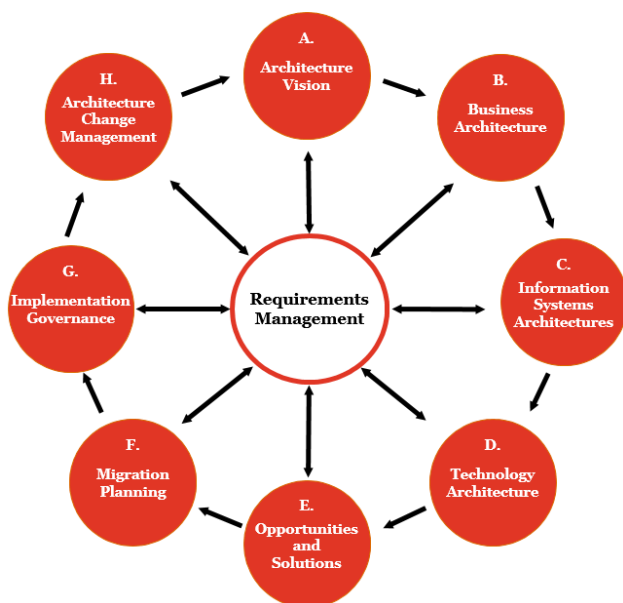 A.
Architecture
Vision
B.
Business
Architecture
C.
Information
Systems
Architectures
D.
Technology
Architecture
E.
Opportunities
and
Solutions
F.
Migration
Planning
G.
Implementation
Governance
H.
Architecture
Change
Management
Requirements
Management